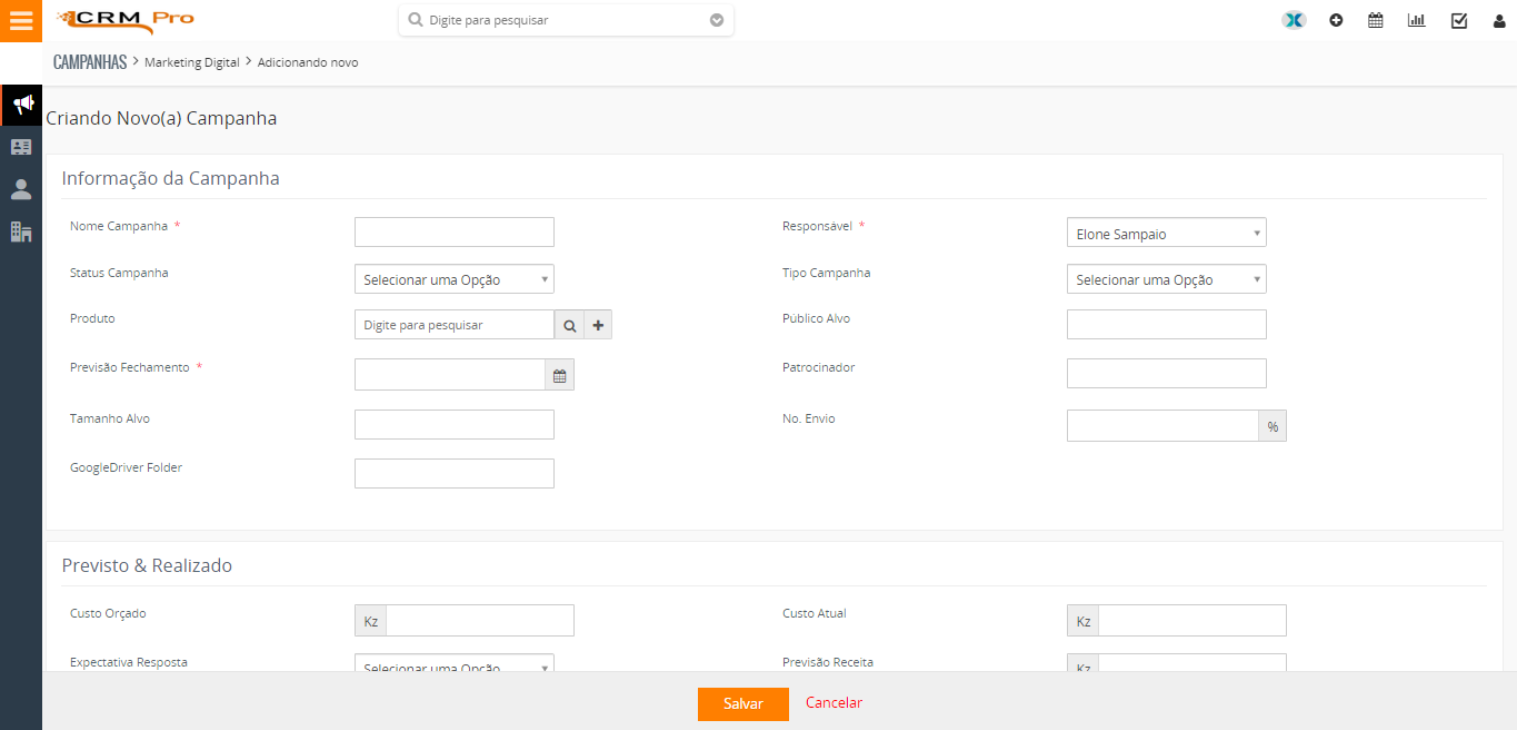 CRM Pro
Digite para pesquisar
CAMPANHAS > Marketing Digital > Adicionando novo
Criando Novo(a) Campanha
Informação da Campanha
Nome Campanha *
Responsável *
Elone Sampaio
Status Campanha
Selecionar uma Opção
Tipo Campanha
Selecionar uma Opção
Produto
Digite para pesquisar
Público Alvo
Previsão Fechamento *
Patrocinador
Tamanho Alvo
No. Envio
%
GoogleDriver Folder
Previsto & Realizado
Custo Orçado
Kz
Custo Atual
Kz
Expectativa Resposta
Selecionar uma Opção
Previsão Receita
Kz
Salvar
Cancelar